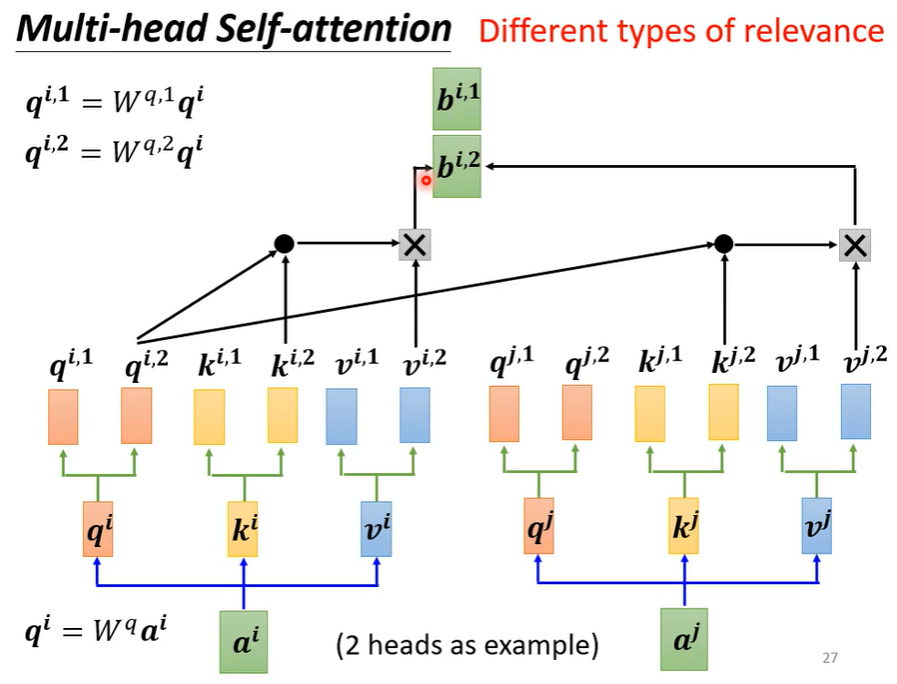 Multi-head Self-attention Different types of relevance
q^{i,1} = W^{q,1}q^i
q^{i,2} = W^{q,2}q^i
b^{i,1}
b^{i,2}
q^{i,1} q^{i,2} k^{i,1} k^{i,2} v^{i,1} v^{i,2} q^{j,1} q^{j,2} k^{j,1} k^{j,2} v^{j,1} v^{j,2}
q^i k^i v^i q^j k^j v^j
q^i = W^q a^i a^i (2 heads as example) a^j
27